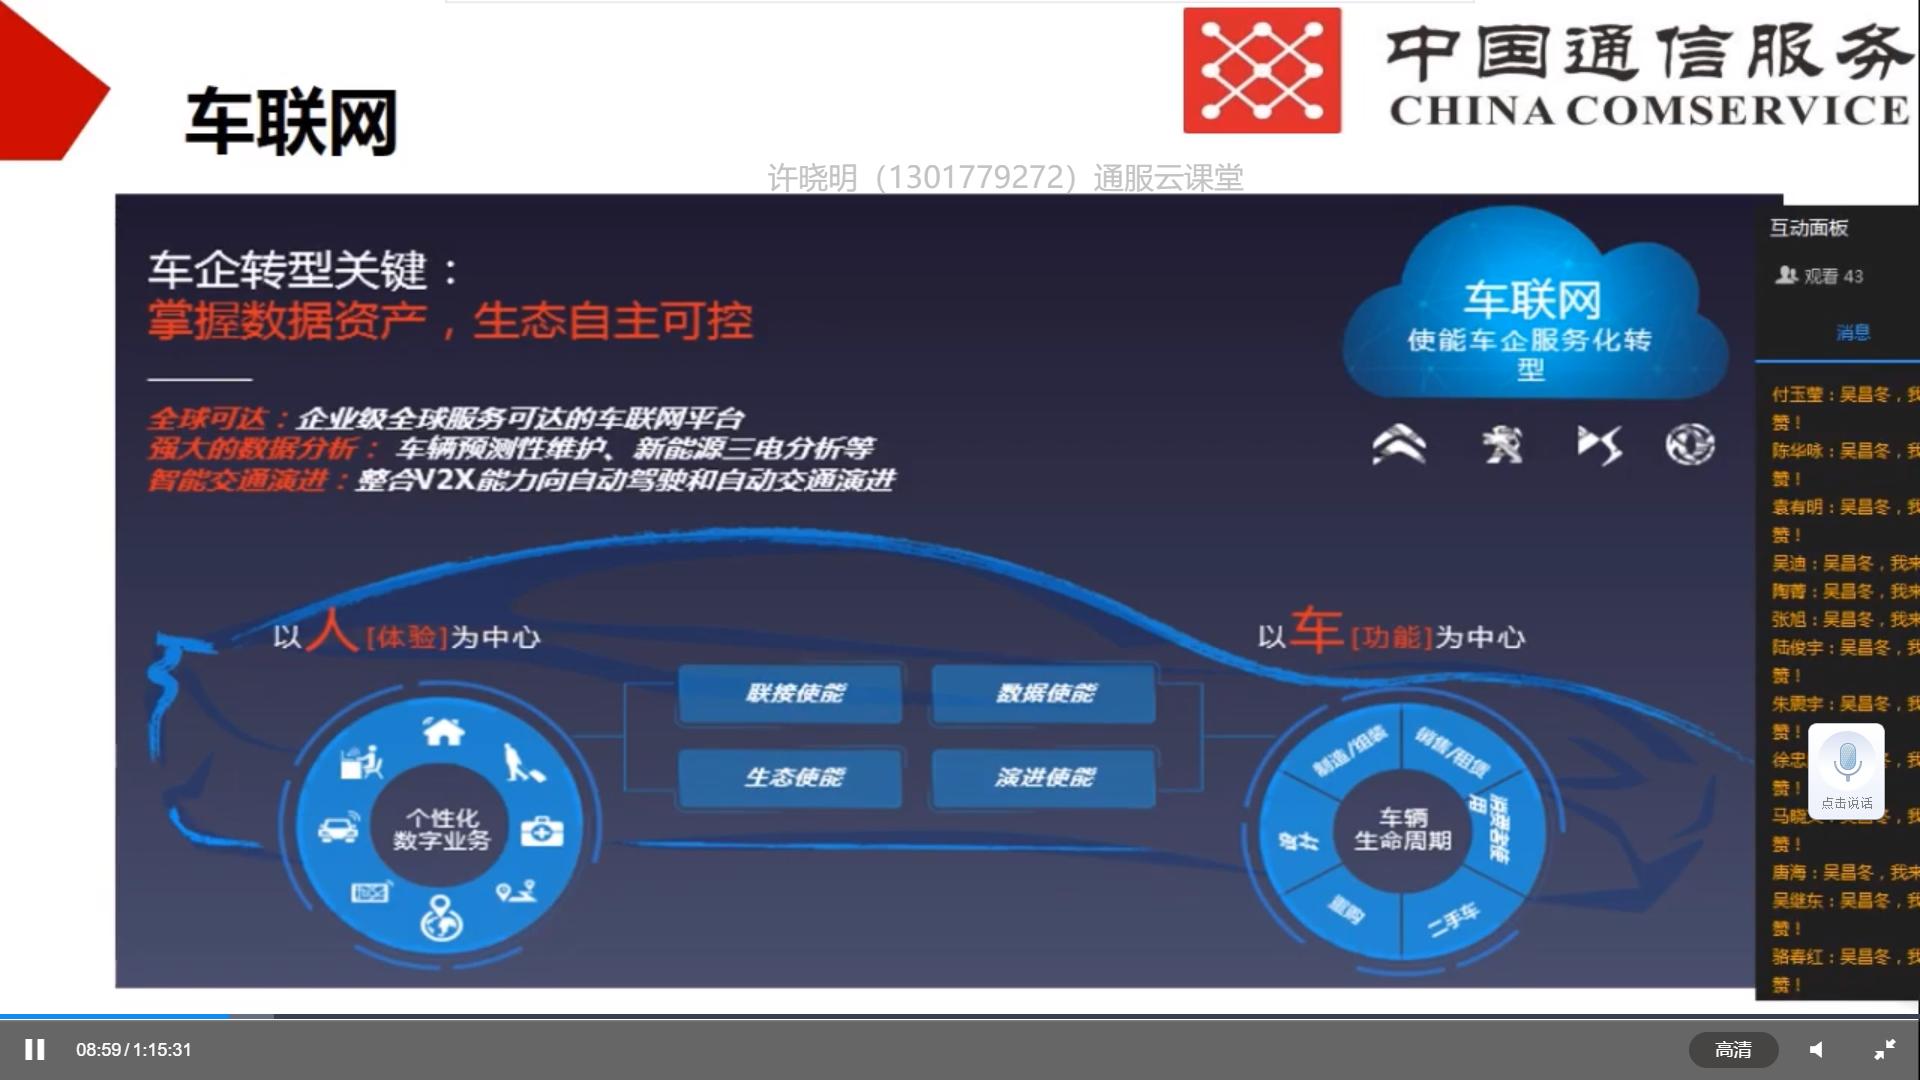 中国通信服务
CHINA COMSERVICE
车联网
许晓明（1301779272）通服云课堂
车企转型关键：
掌握数据资产，生态自主可控
全球可达：企业级全球服务可达的车联网平台
强大的数据分析： 车辆预测性维护、新能源三电分析等
智能交通演进：整合V2X能力向自动驾驶和自动交通演进
车联网
使能车企服务化转
型
以人[体验]为中心
以车[功能]为中心
联接使能
数据使能
生态使能
演进使能
个性化
数字业务
制造/组装
销售/租赁
消费者使
用
二手车
置购
设计
车辆
生命周期
互动面板
观看 43
消息
付玉莹：吴昌冬，我
赞！
陈华咏：吴昌冬，我
赞！
袁有明：吴昌冬，我
赞！
吴迪：吴昌冬，我来
陶菁：吴昌冬，我来
张旭：吴昌冬，我来
陆俊宇：吴昌冬，我
赞！
朱震宇：吴昌冬，我
赞！
徐忠
冬，我
赞！
马晓
赞！
唐海：吴昌冬，我来
吴继东：吴昌冬，我
赞！
骆春红：吴昌冬，我
赞！
点击说话
08:59/1:15:31
高清